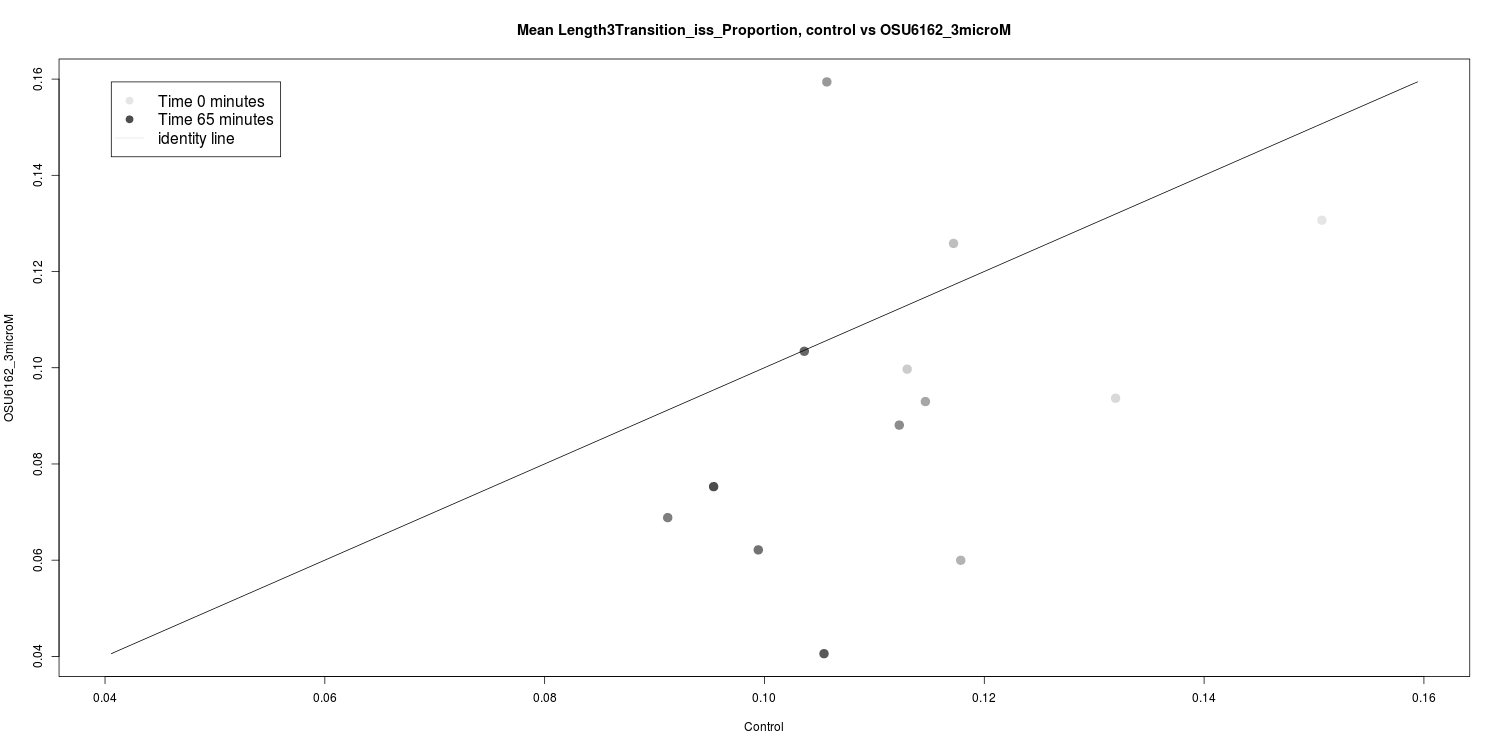 Mean Length3Transition_iss_Proportion, control vs OSU6162_3microM
Time 0 minutes
Time 65 minutes
identity line
OSU6162_3microM
0.16
0.14
0.12
0.10
0.08
0.06
0.04
0.04 0.06 0.08 0.10 0.12 0.14 0.16
Control